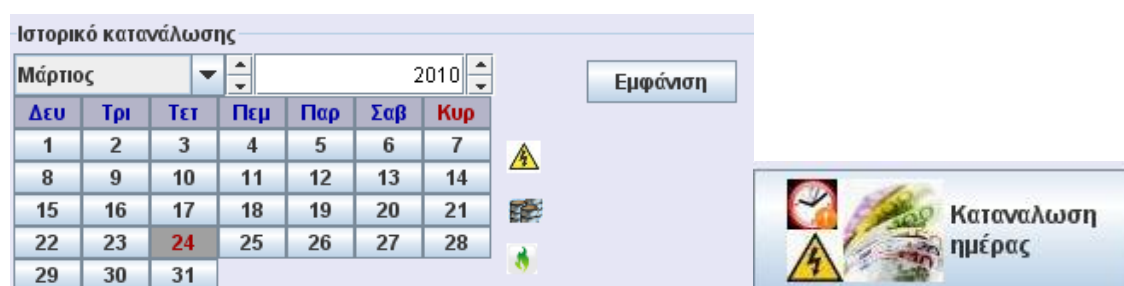 Ιστορικό κατανάλωσης
Μάρτιος 2010 Εμφάνιση
Δευ Τρι Τετ Πεμ Παρ Σαβ Κυρ
1 2 3 4 5 6 7
8 9 10 11 12 13 14
15 16 17 18 19 20 21
22 23 24 25 26 27 28
29 30 31
Καταναλωση
ημέρας